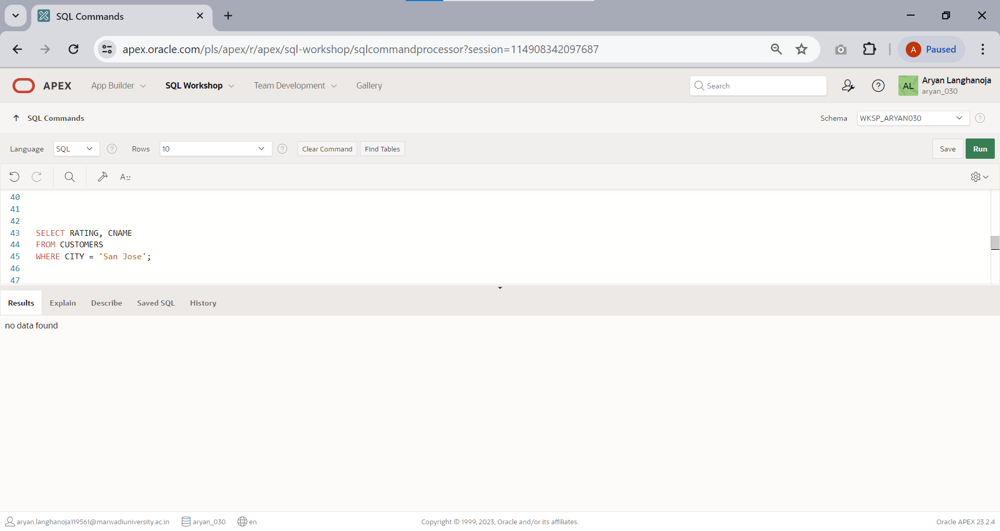 SQL Commands
apex.oracle.com/pls/apex/r/apex/sql-workshop/sqlcommandprocessor?session=114908342097687
A Paused
APEX App Builder SQL Workshop Team Development Gallery Search AL Aryan Langhanoja
aryan_030
SQL Commands Schema WKSP_ARYAN030
Language SQL Rows 10 Clear Command Find Tables Save Run
A::
40
41
42
43 SELECT RATING, CNAME
44 FROM CUSTOMERS
45 WHERE CITY = 'San Jose';
46
47
Results Explain Describe Saved SQL History
no data found
aryan.langhanoja119561@marwadiuniversity.ac.in aryan_030 en Copyright © 1999, 2023, Oracle and/or its affiliates. Oracle APEX 23.2.4